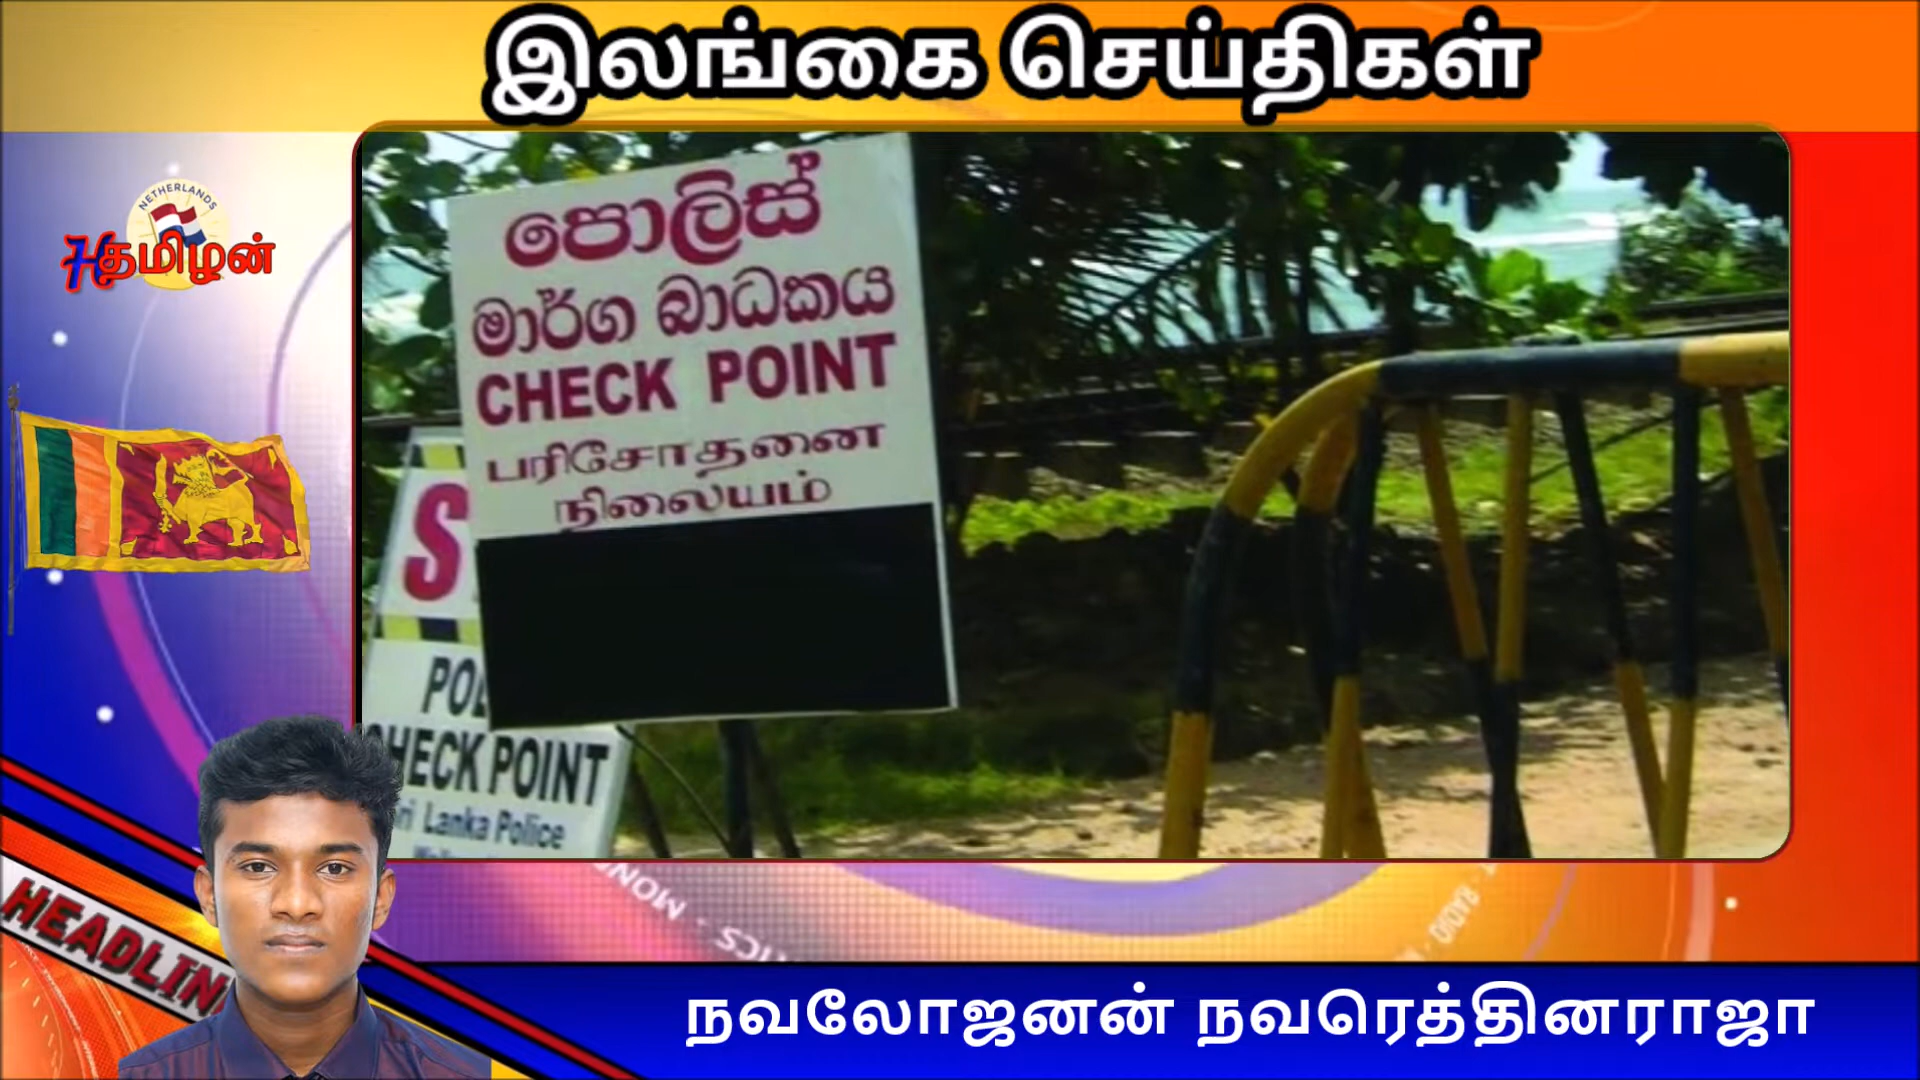 இலங்கை செய்திகள்
NETHERLANDS
தமிழன்
පොලිස්
මාර්ග බාධකය
CHECK POINT
பரிசோதனை
நிலையம்
S
POL
CHECK POINT
ri Lanka Police
HEADLIN
நவலோஜனன் நவரெத்தினராஜா